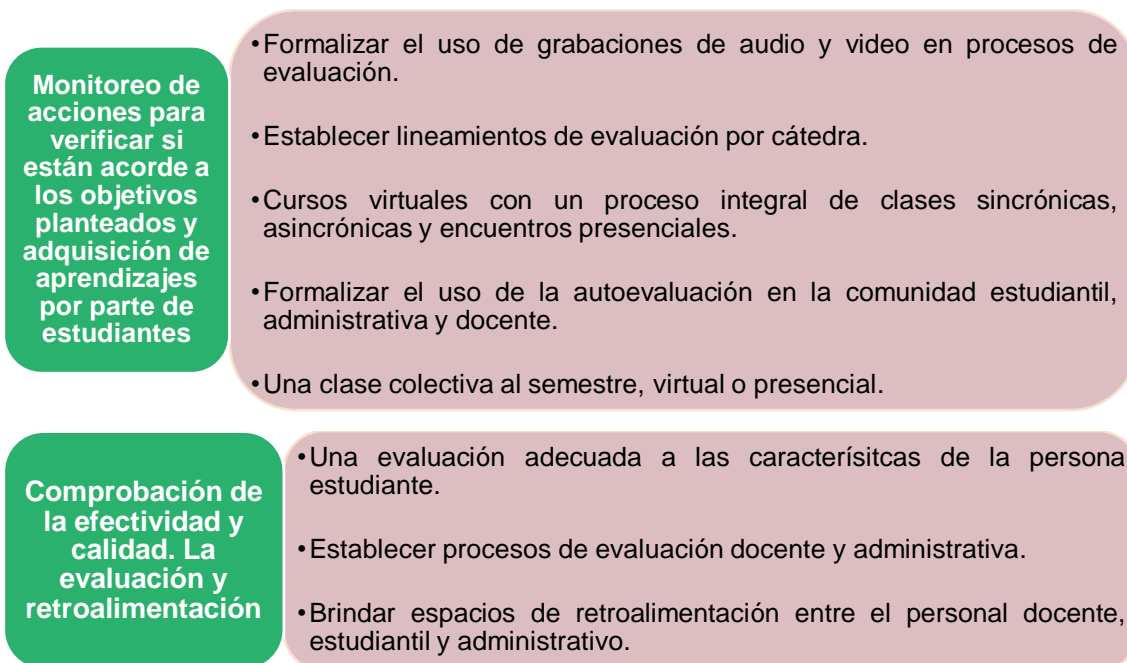 Monitoreo de
acciones para
verificar si
están acorde a
los objetivos
planteados y
adquisición de
aprendizajes
por parte de
estudiantes
•Formalizar el uso de grabaciones de audio y video en procesos de
evaluación.
•Establecer lineamientos de evaluación por cátedra.
•Cursos virtuales con un proceso integral de clases sincrónicas,
asincrónicas y encuentros presenciales.
•Formalizar el uso de la autoevaluación en la comunidad estudiantil,
administrativa y docente.
•Una clase colectiva al semestre, virtual o presencial.
Comprobación de
la efectividad y
calidad. La
evaluación y
retroalimentación
•Una evaluación adecuada a las caracterísitcas de la persona
estudiante.
•Establecer procesos de evaluación docente y administrativa.
•Brindar espacios de retroalimentación entre el personal docente,
estudiantil y administrativo.